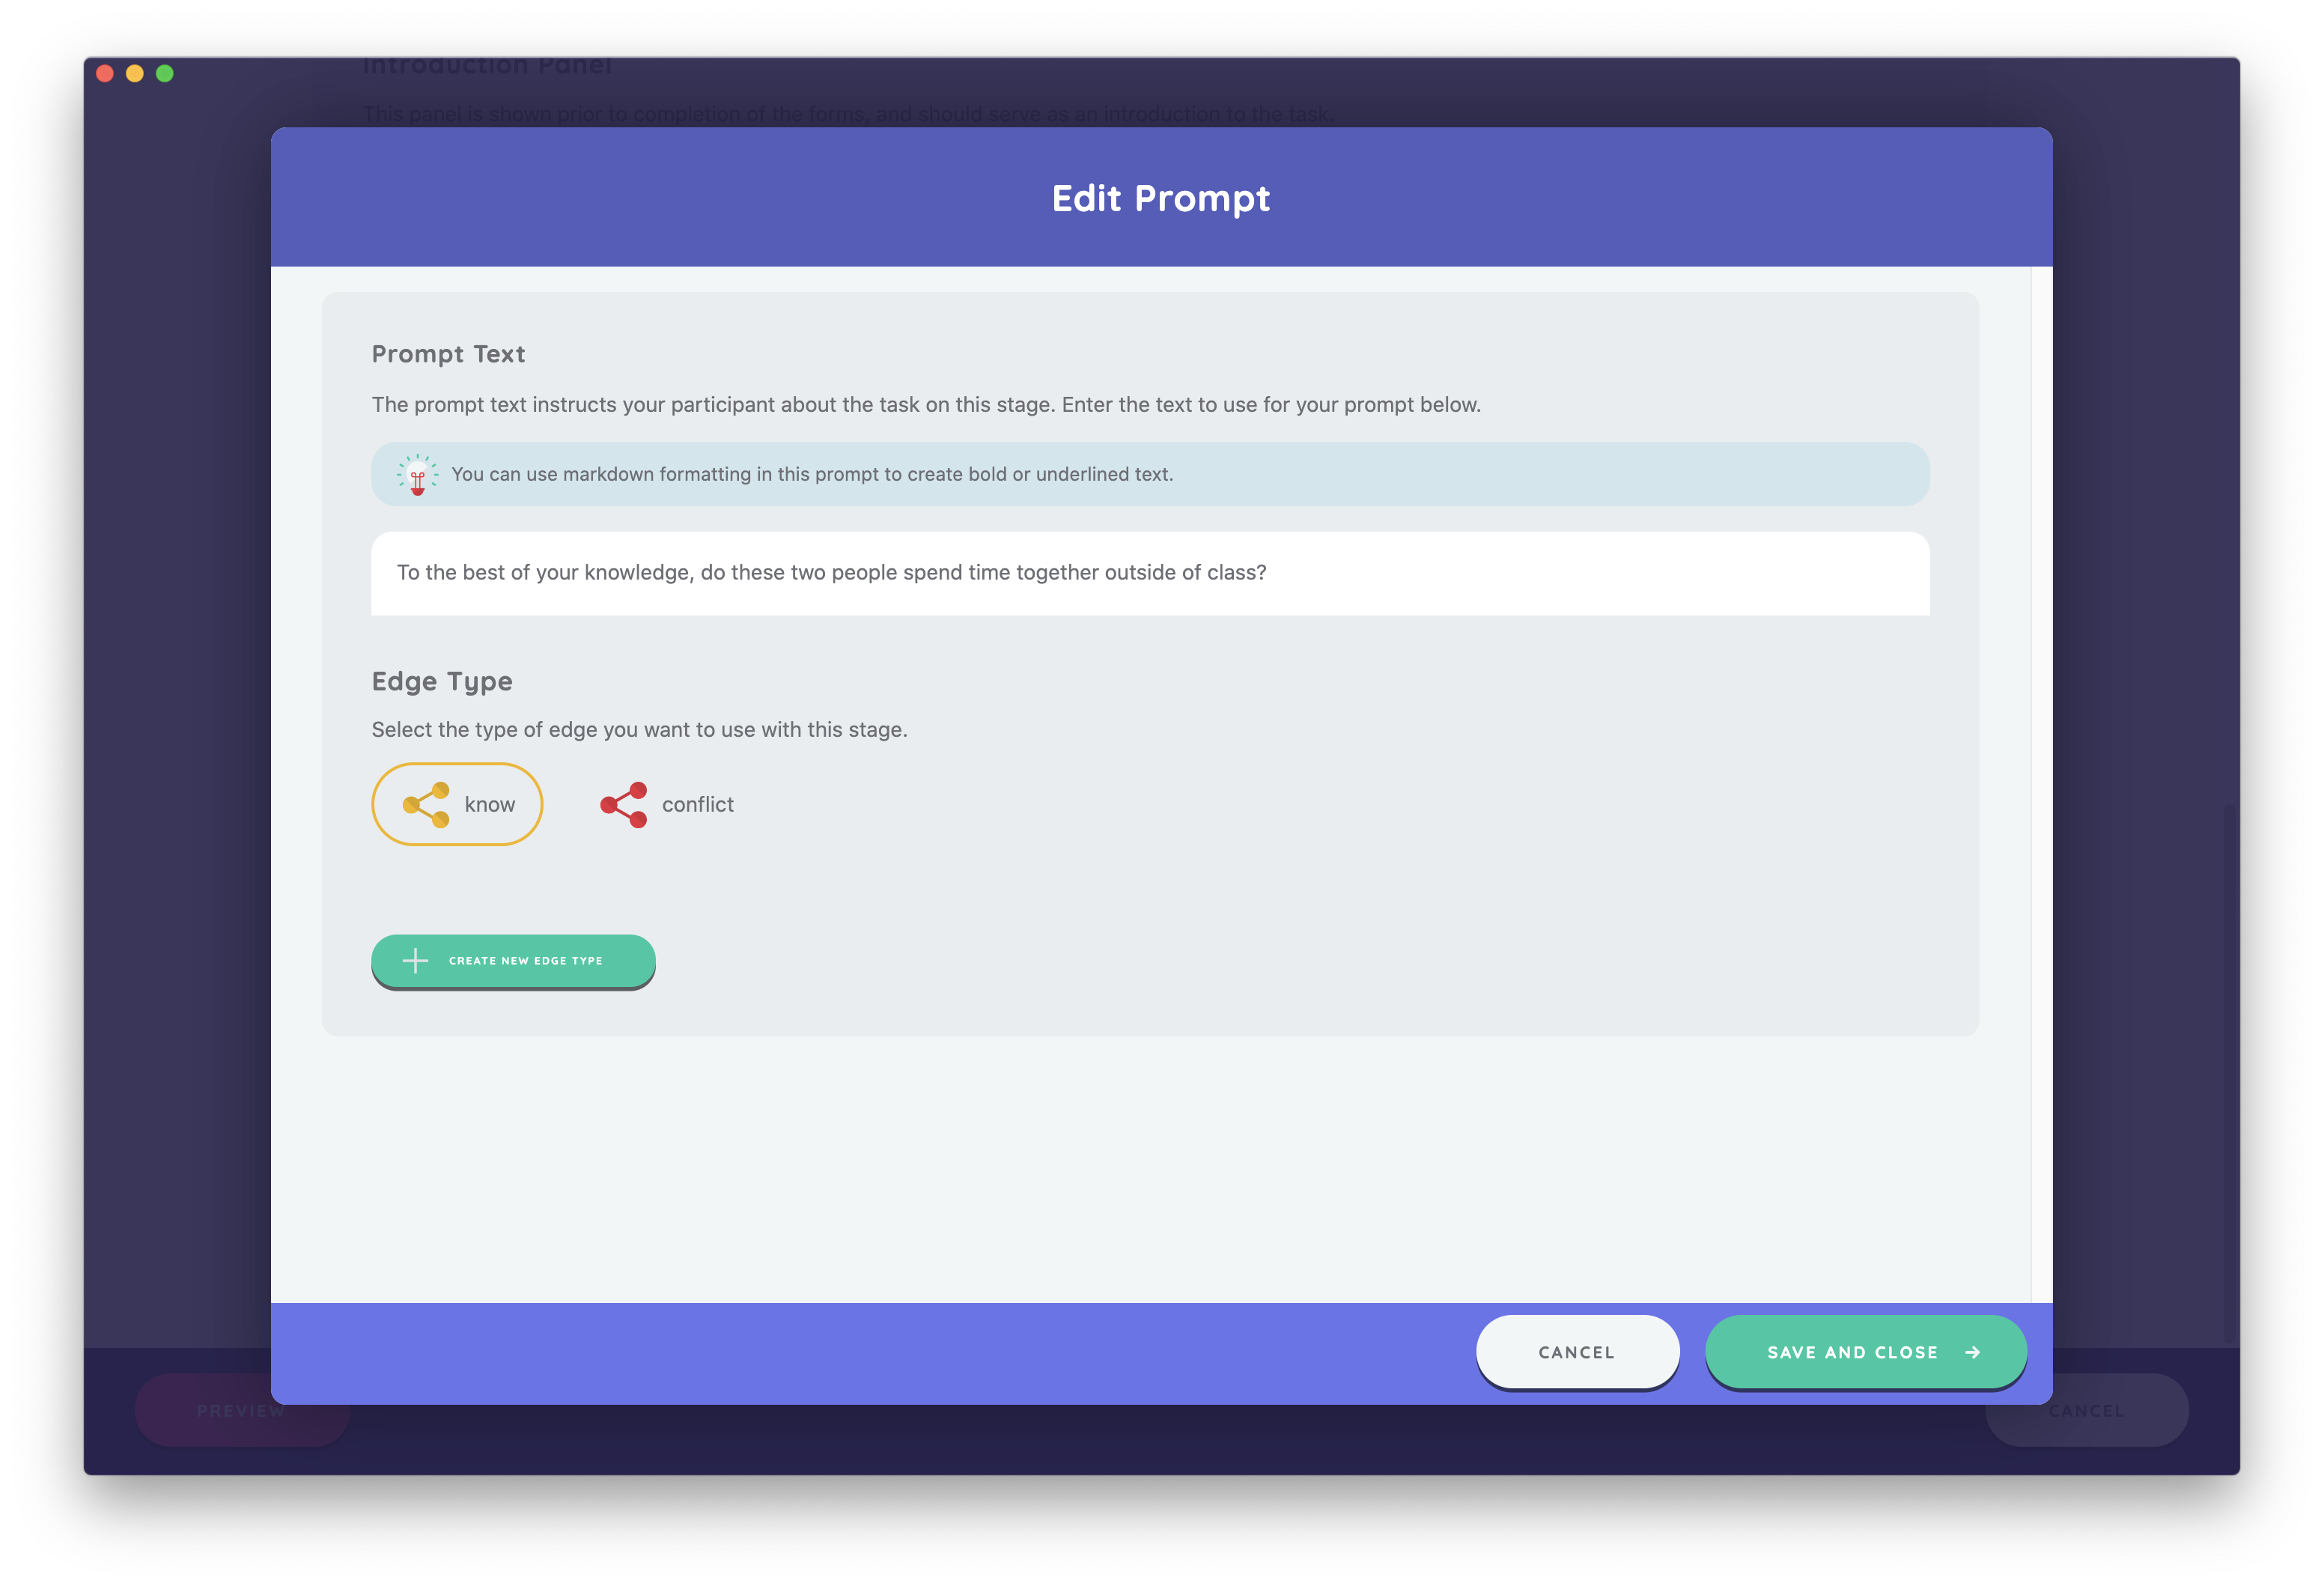 Introduction Panel
This panel is shown prior to completion of the forms, and should serve as an introduction to the task.
Edit Prompt
Prompt Text
The prompt text instructs your participant about the task on this stage. Enter the text to use for your prompt below.
You can use markdown formatting in this prompt to create bold or underlined text.
To the best of your knowledge, do these two people spend time together outside of class?
Edge Type
Select the type of edge you want to use with this stage.
know
conflict
CREATE NEW EDGE TYPE
CANCEL
SAVE AND CLOSE
PREVIEW
CANCEL